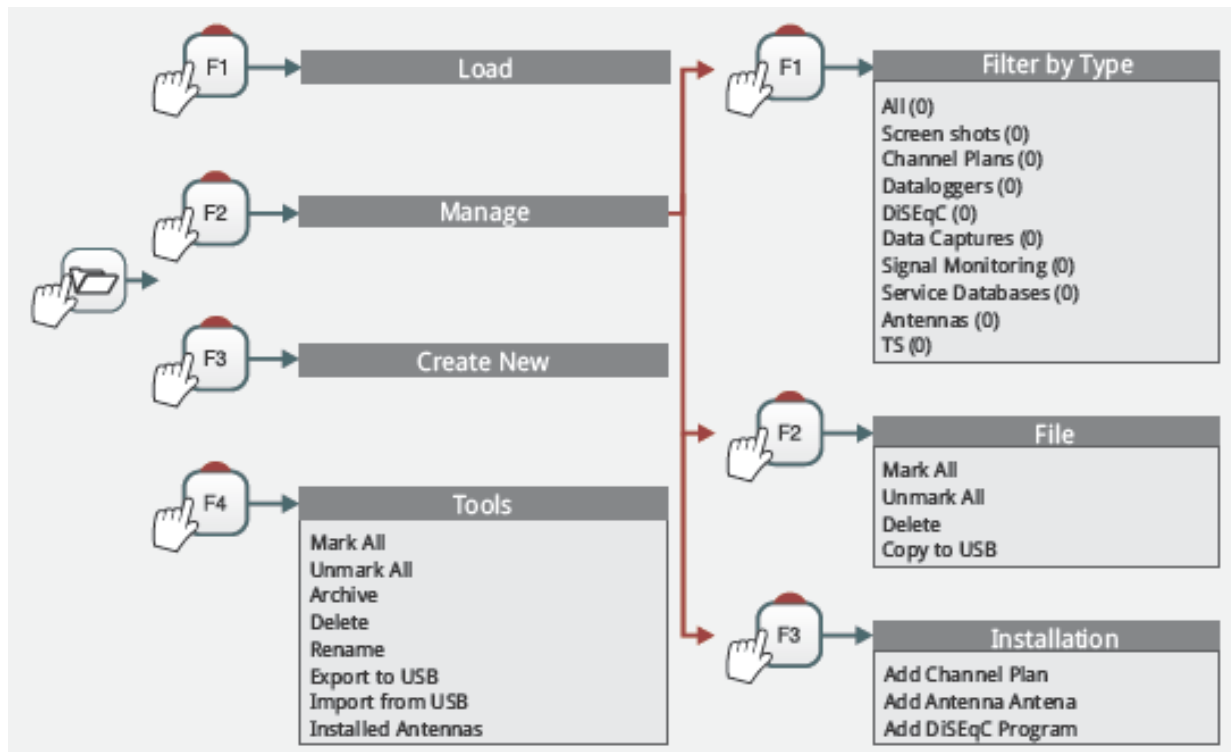 F1
Load
F2
Manage
F3
Create New
F4
Tools
Mark All
Unmark All
Archive
Delete
Rename
Export to USB
Import from USB
Installed Antennas
F1
Filter by Type
All (0)
Screen shots (0)
Channel Plans (0)
Dataloggers (0)
DiSEqC (0)
Data Captures (0)
Signal Monitoring (0)
Service Databases (0)
Antennas (0)
TS (0)
F2
File
Mark All
Unmark All
Delete
Copy to USB
F3
Installation
Add Channel Plan
Add Antenna Antena
Add DiSEqC Program